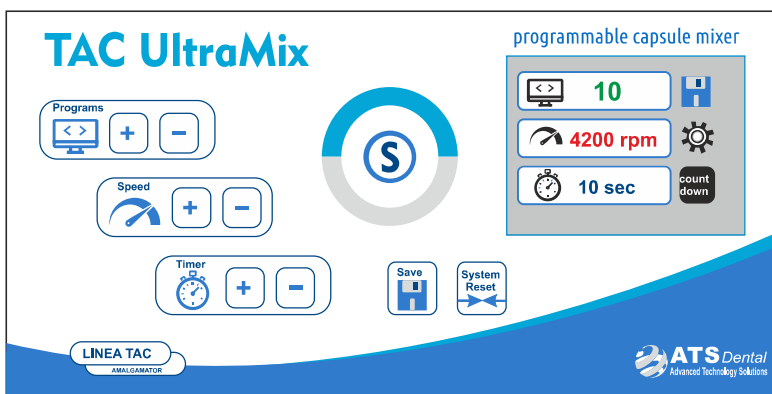 TAC UltraMix
programmable capsule mixer
Programs
+ −
Speed
+ −
Timer
+ −
S
10
4200 rpm
10 sec
count
down
Save
System
Reset
LINEA TAC
AMALGAMATOR
ATS Dental
Advanced Technology Solutions